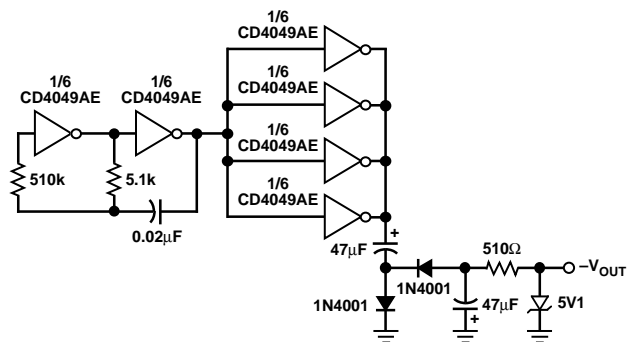 1/6
CD4049AE
1/6
CD4049AE
1/6
CD4049AE
1/6
CD4049AE
1/6
CD4049AE
1/6
CD4049AE
510k
5.1k
0.02μF
+
47μF
510Ω
–VOUT
1N4001
1N4001
47μF
+
5V1